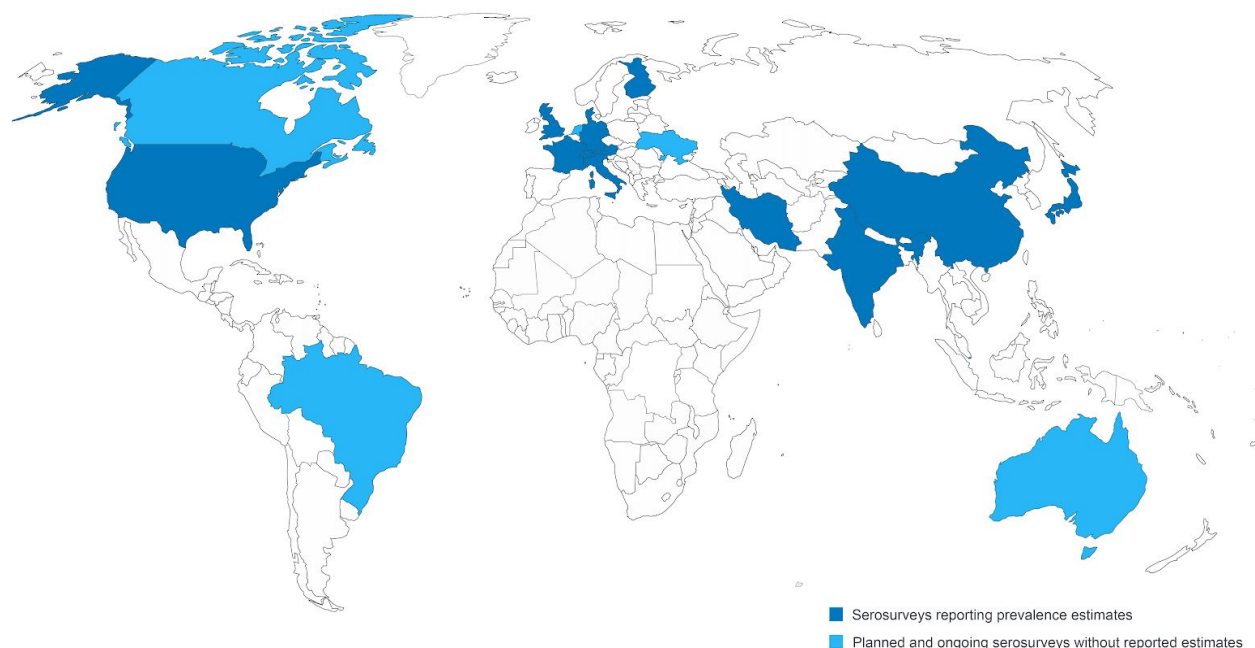 Serosurveys reporting prevalence estimates
Planned and ongoing serosurveys without reported estimates